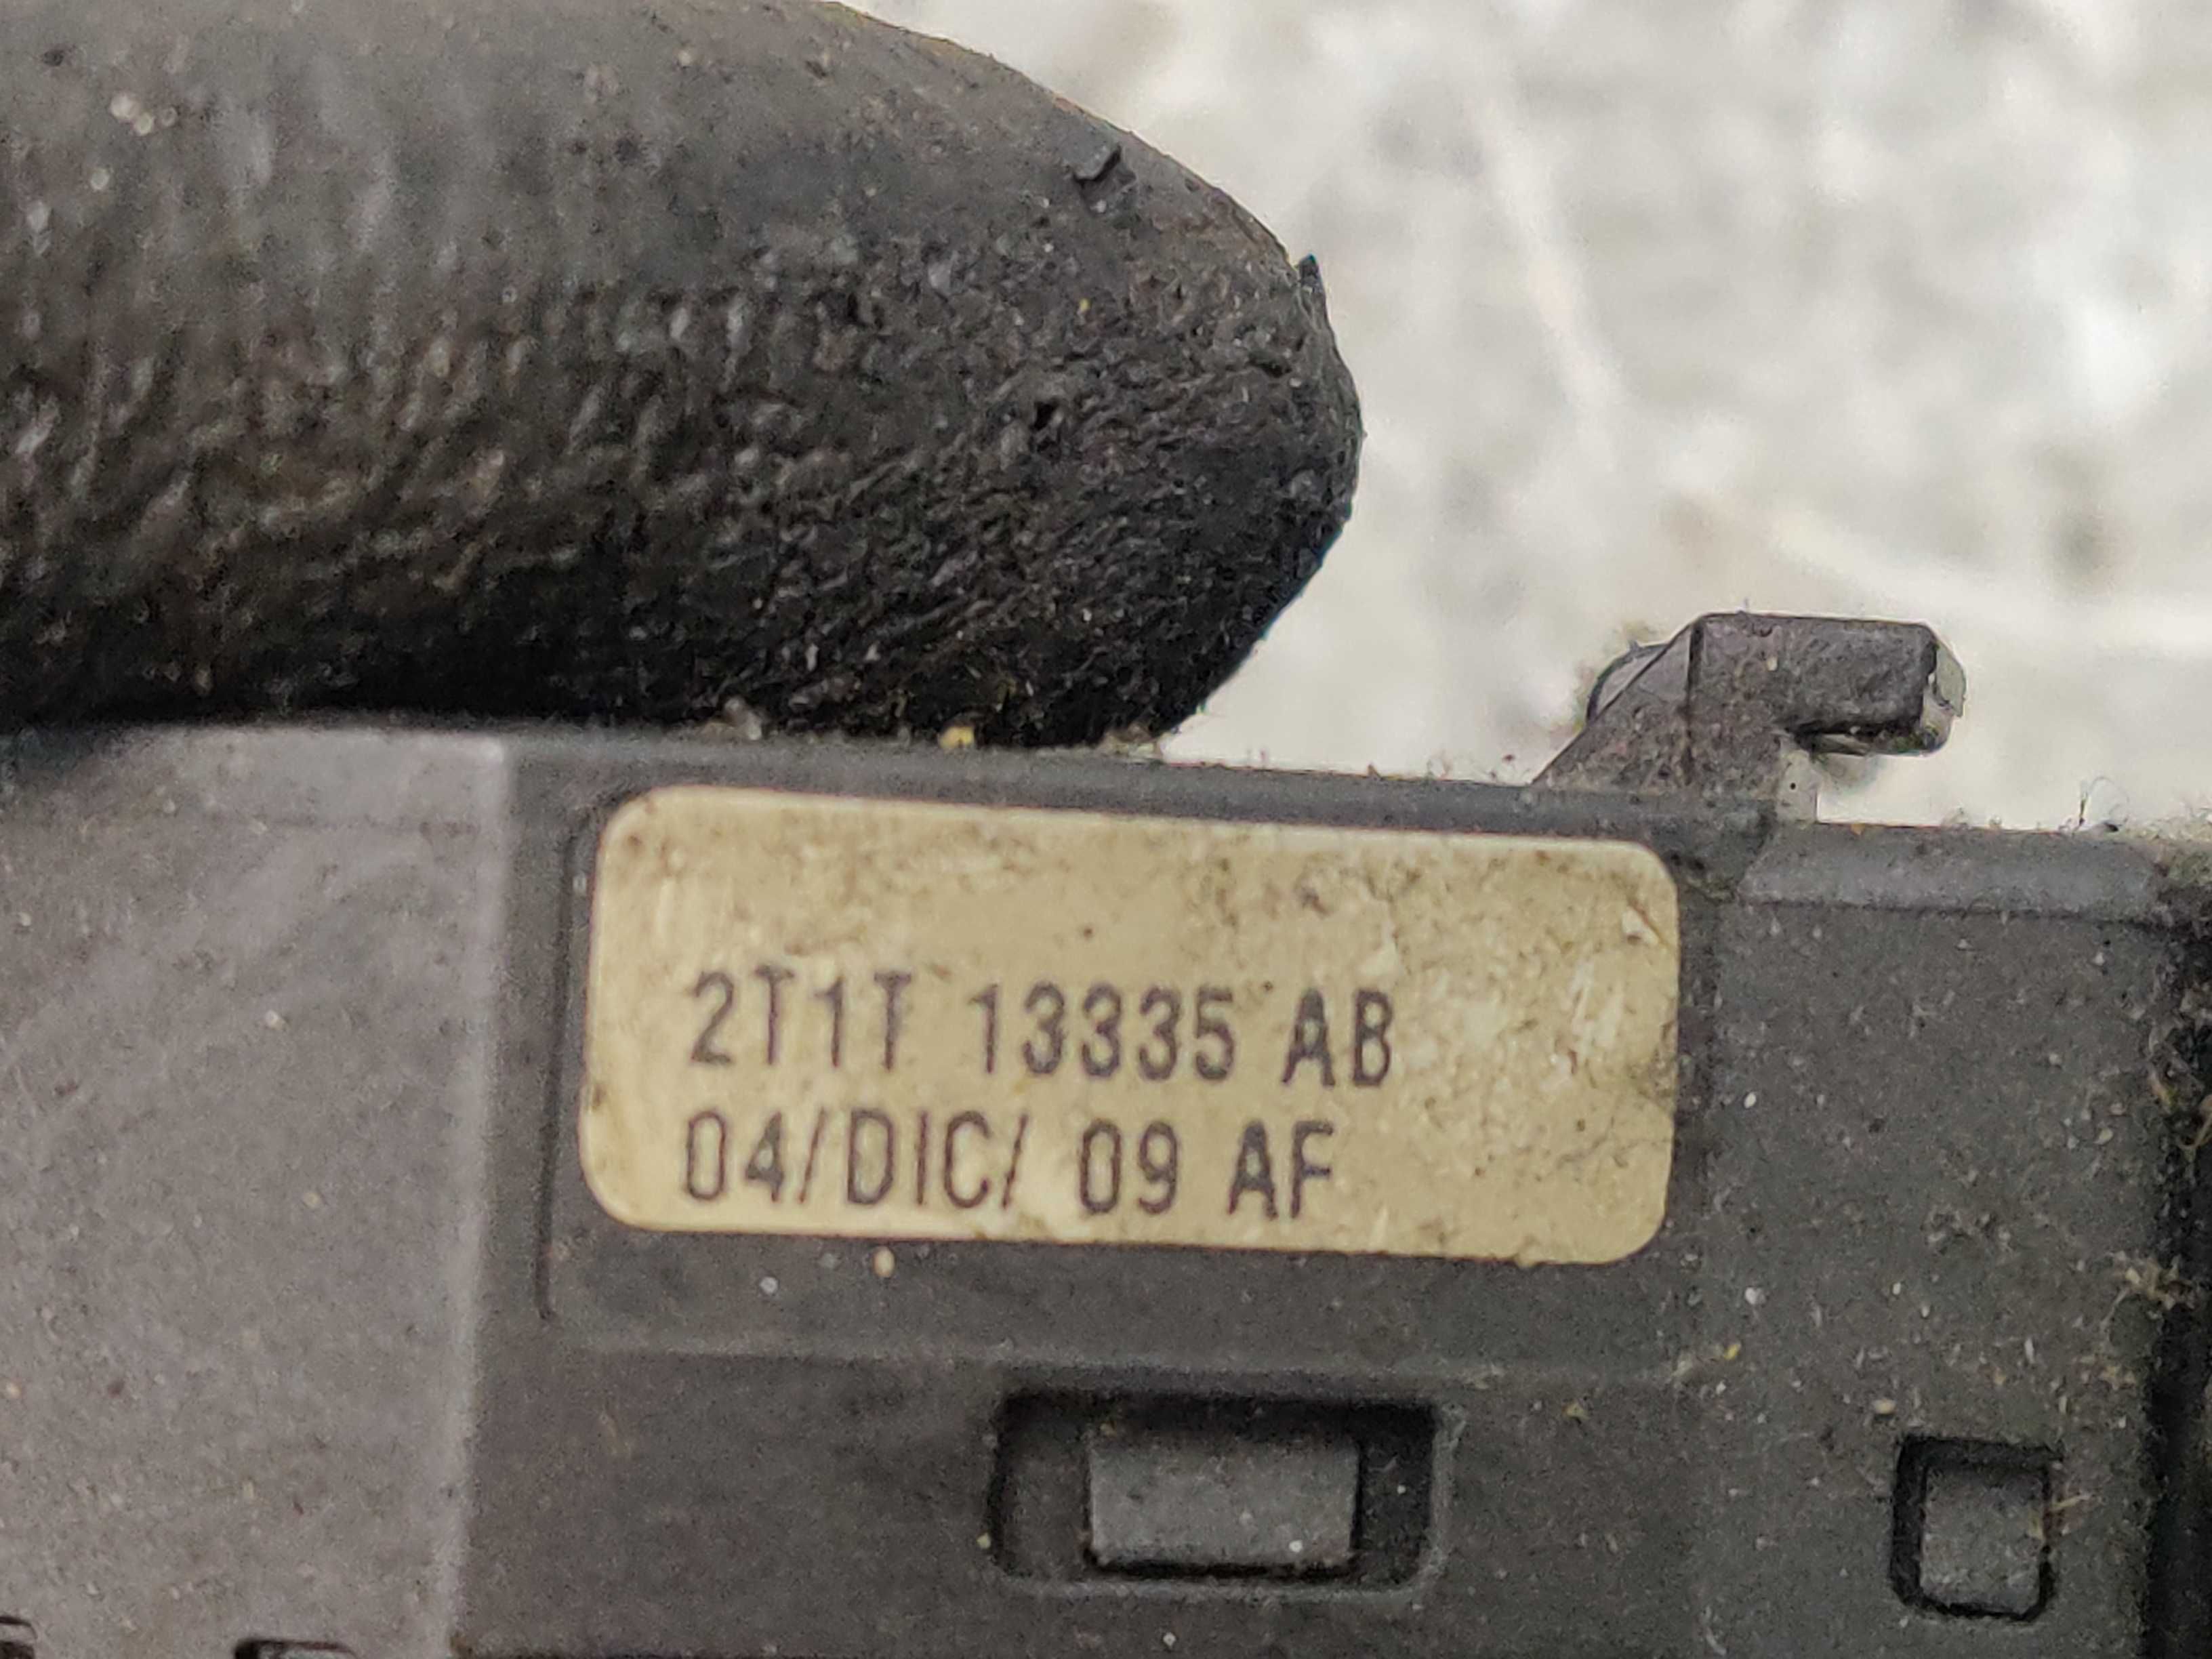 2T1T 13335 AB
04/DIC/ 09 AF